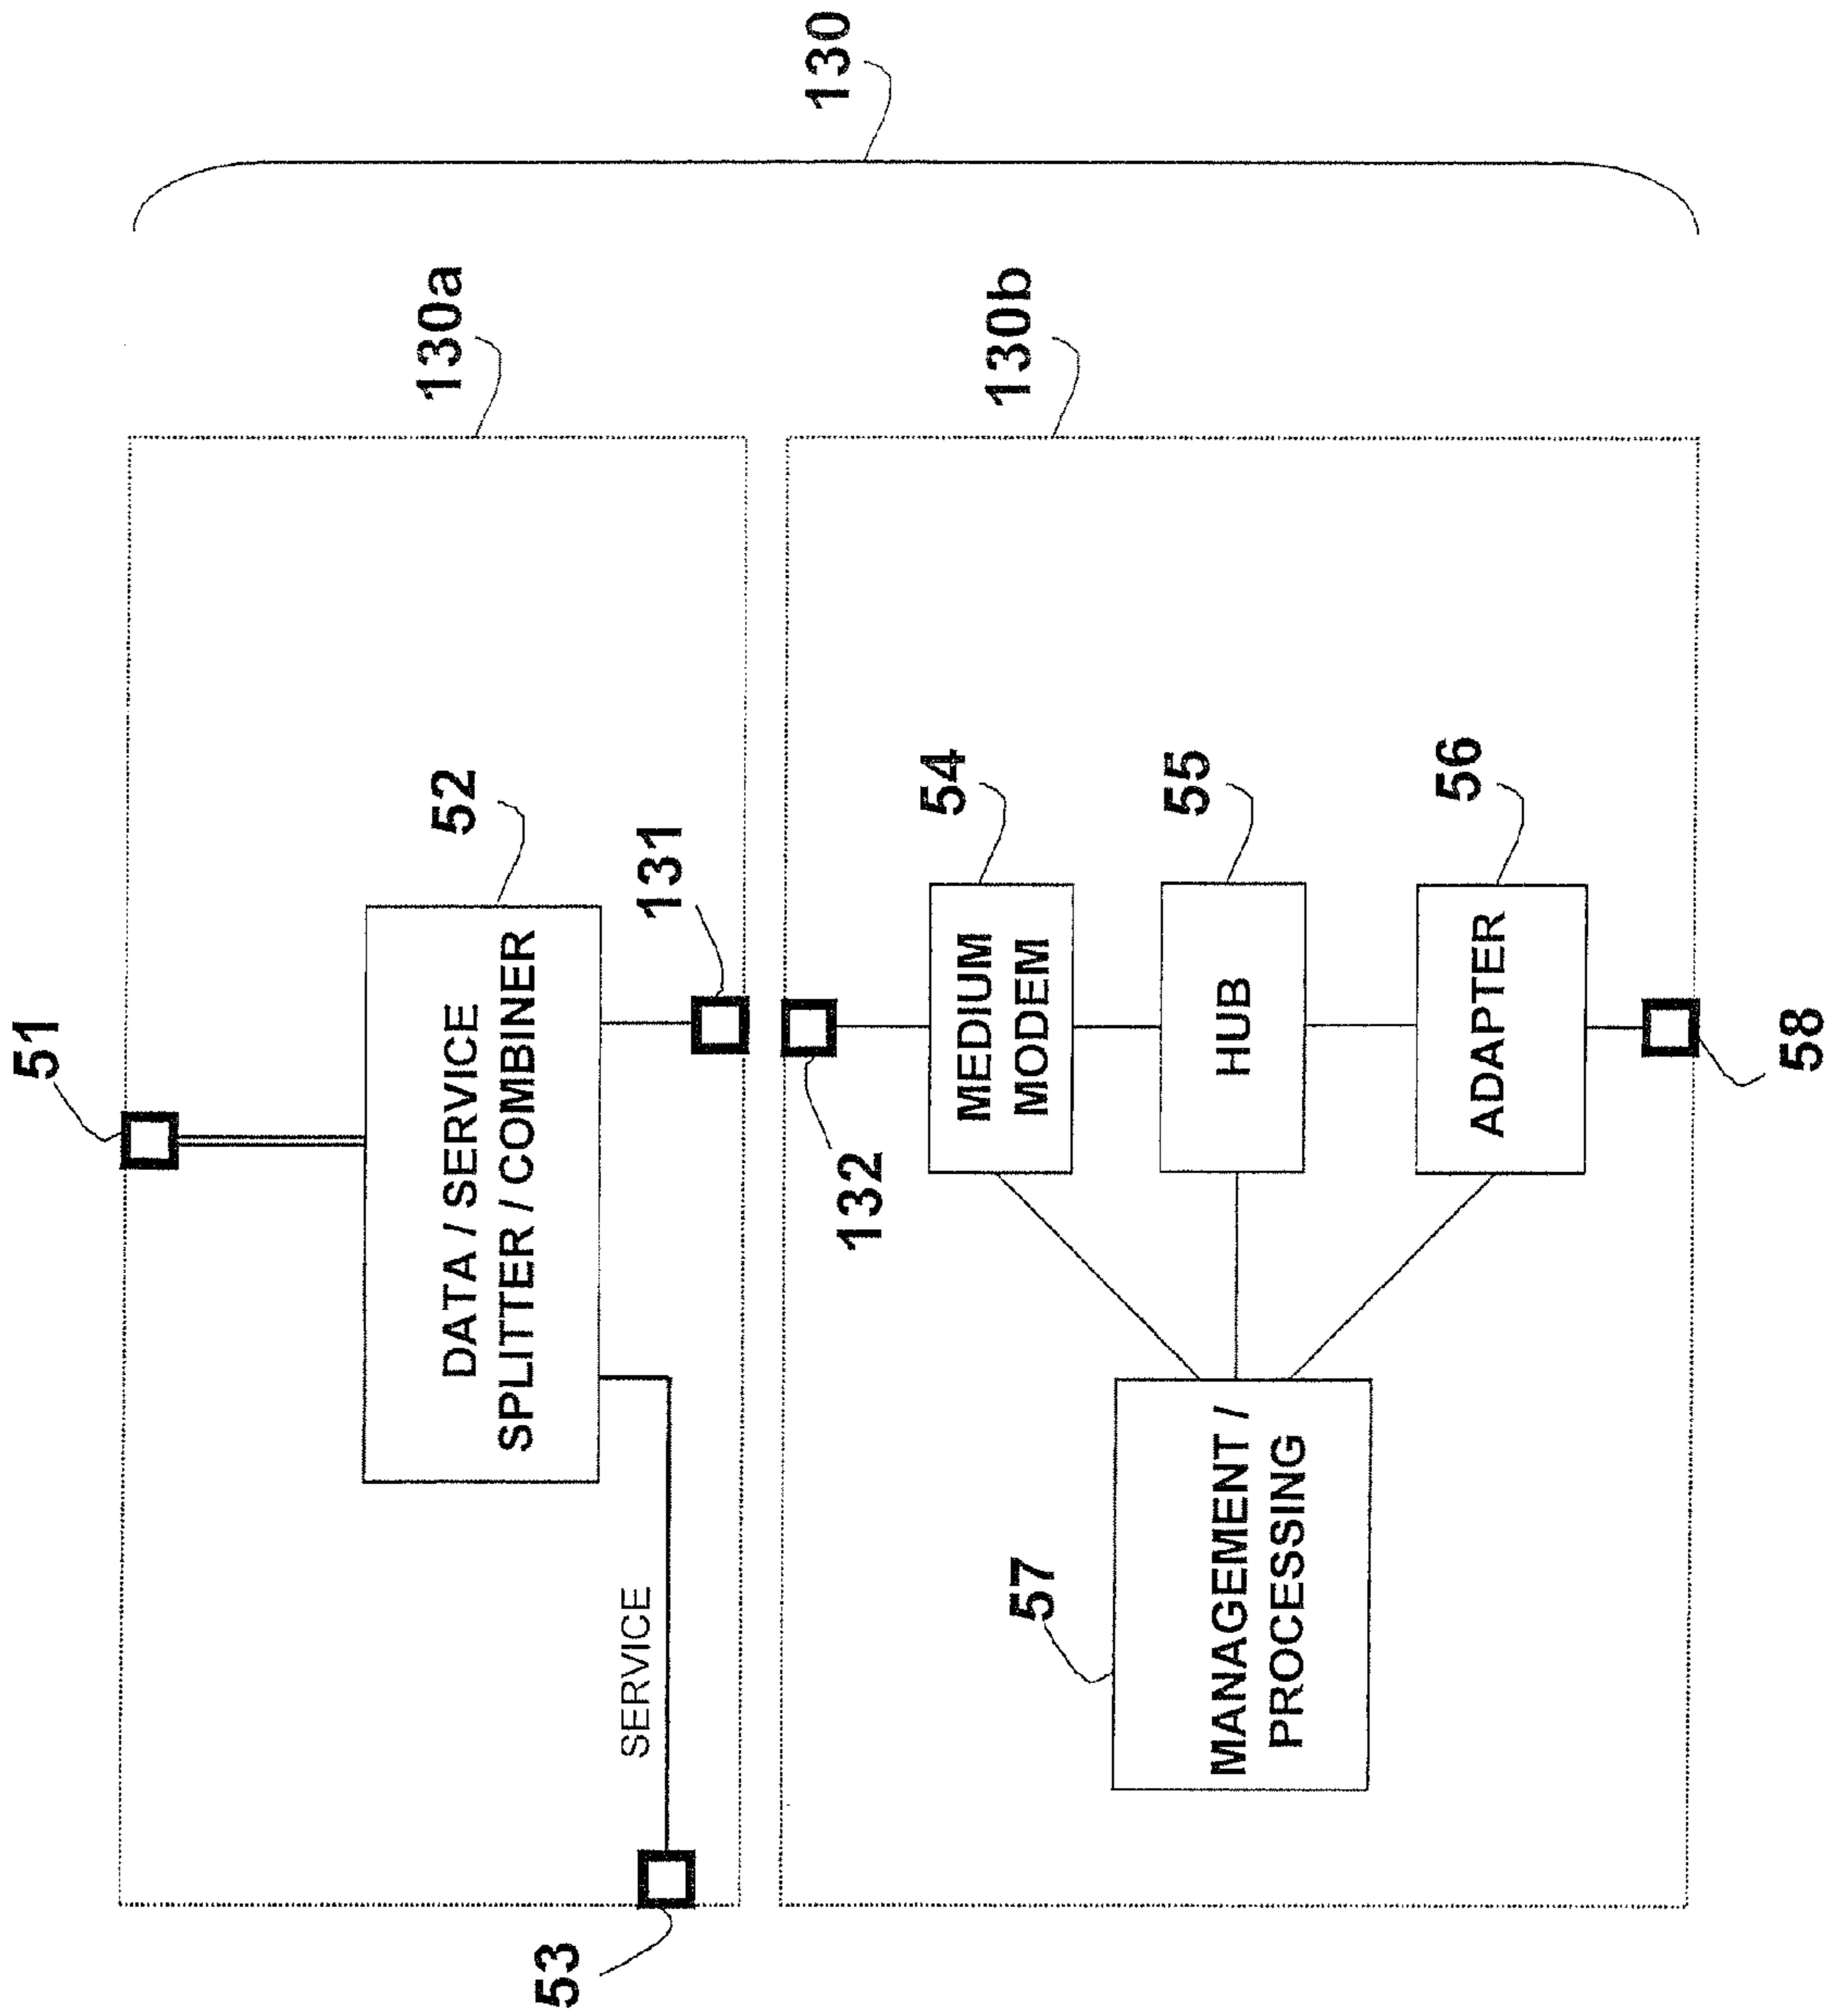 130
130a
130b
51
DATA / SERVICE
SPLITTER / COMBINER
52
131
SERVICE
53
132
MEDIUM
MODEM
54
HUB
55
ADAPTER
56
MANAGEMENT /
PROCESSING
57
58